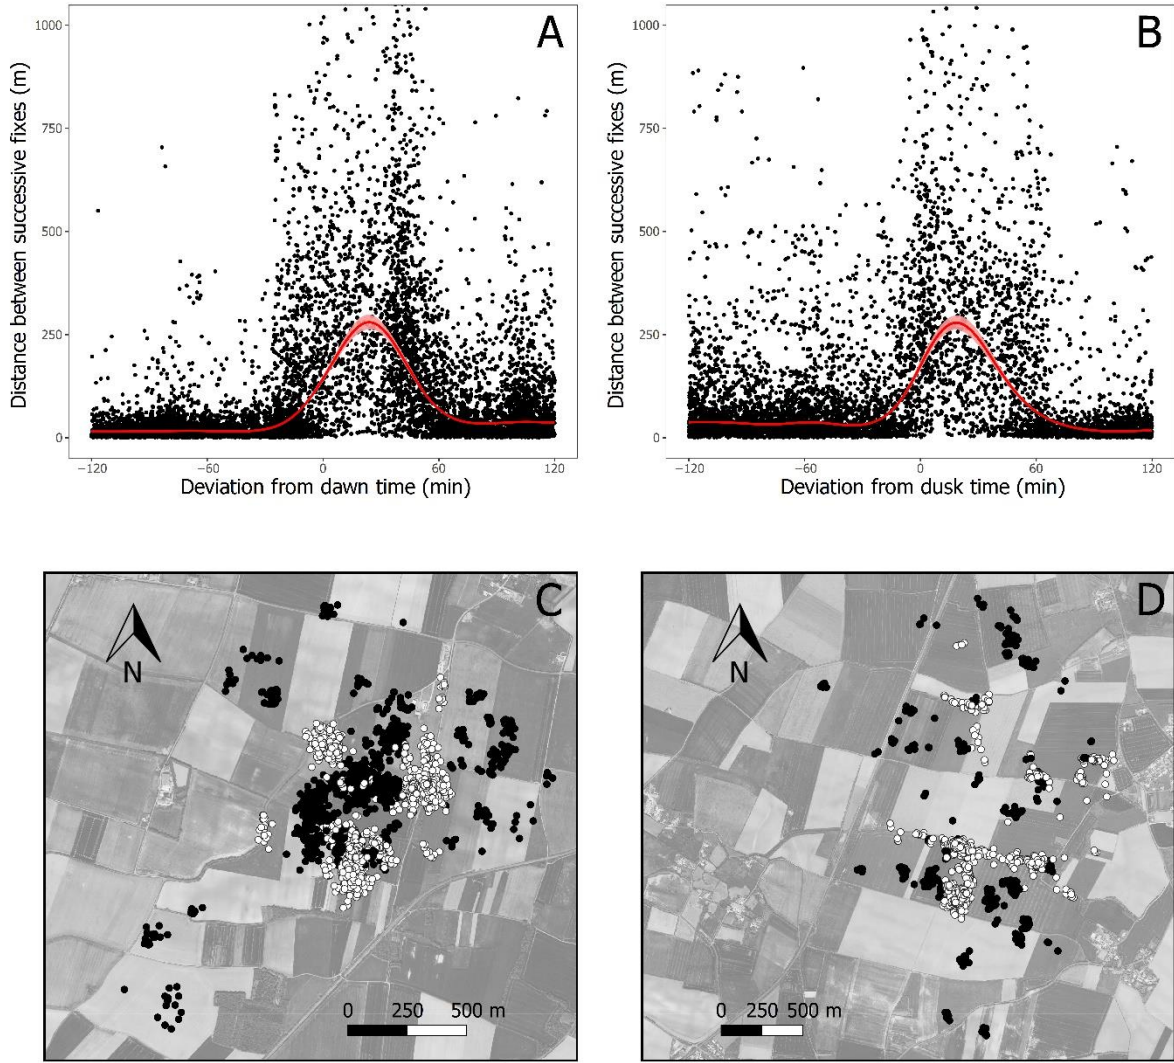 A
Distance between successive fixes (m)
1000
750
500
250
0
−120
−60
0
60
120
Deviation from dawn time (min)
B
Distance between successive fixes (m)
1000
750
500
250
0
−120
−60
0
60
120
Deviation from dusk time (min)
C
N
0 250 500 m
D
N
0 250 500 m